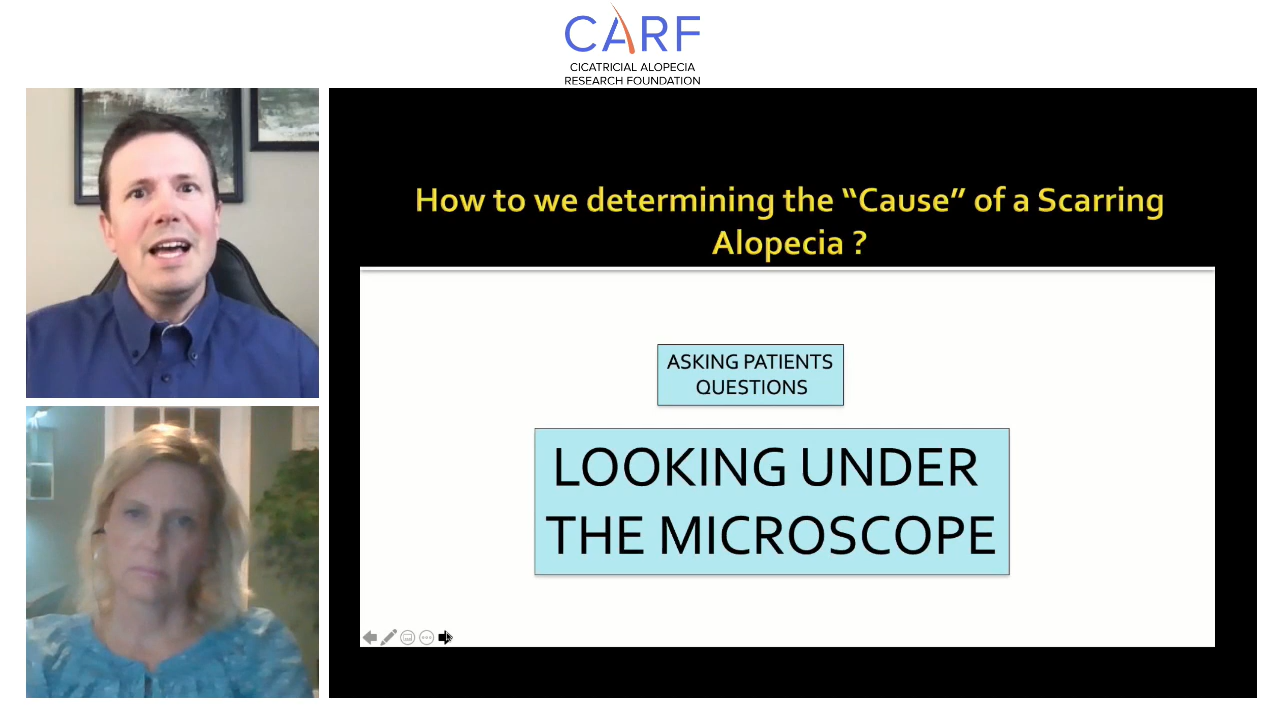 CARF
CICATRICIAL ALOPECIA
RESEARCH FOUNDATION
How to we determining the “Cause” of a Scarring
Alopecia ?
ASKING PATIENTS
QUESTIONS
LOOKING UNDER
THE MICROSCOPE